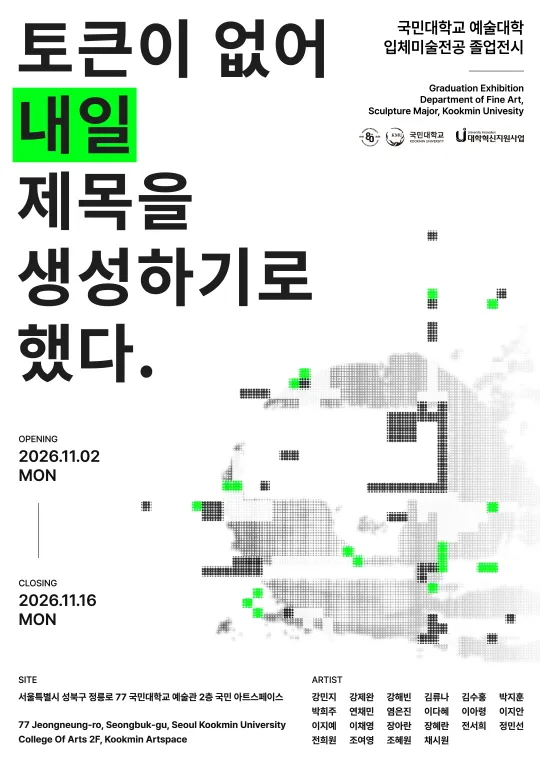 토큰이 없어
내일
제목을
생성하기로
했다.
국민대학교 예술대학
입체미술전공 졸업전시
Graduation Exhibition
Department of Fine Art,
Sculpture Major, Kookmin Univesity
국민대학교
KOOKMIN UNIVERSITY
대학혁신지원사업
OPENING
2026.11.02
MON
CLOSING
2026.11.16
MON
SITE
서울특별시 성북구 정릉로 77 국민대학교 예술관 2층 국민 아트스페이스
77 Jeongneung-ro, Seongbuk-gu, Seoul Kookmin University
College Of Arts 2F, Kookmin Artspace
ARTIST
강민지 강제완 강해빈 김류나 김수홍 박지훈
박희주 연채민 염은진 이다혜 이아령 이지안
이지예 이채영 장아란 장혜란 전서희 정민선
전희원 조여영 조혜원 채시원